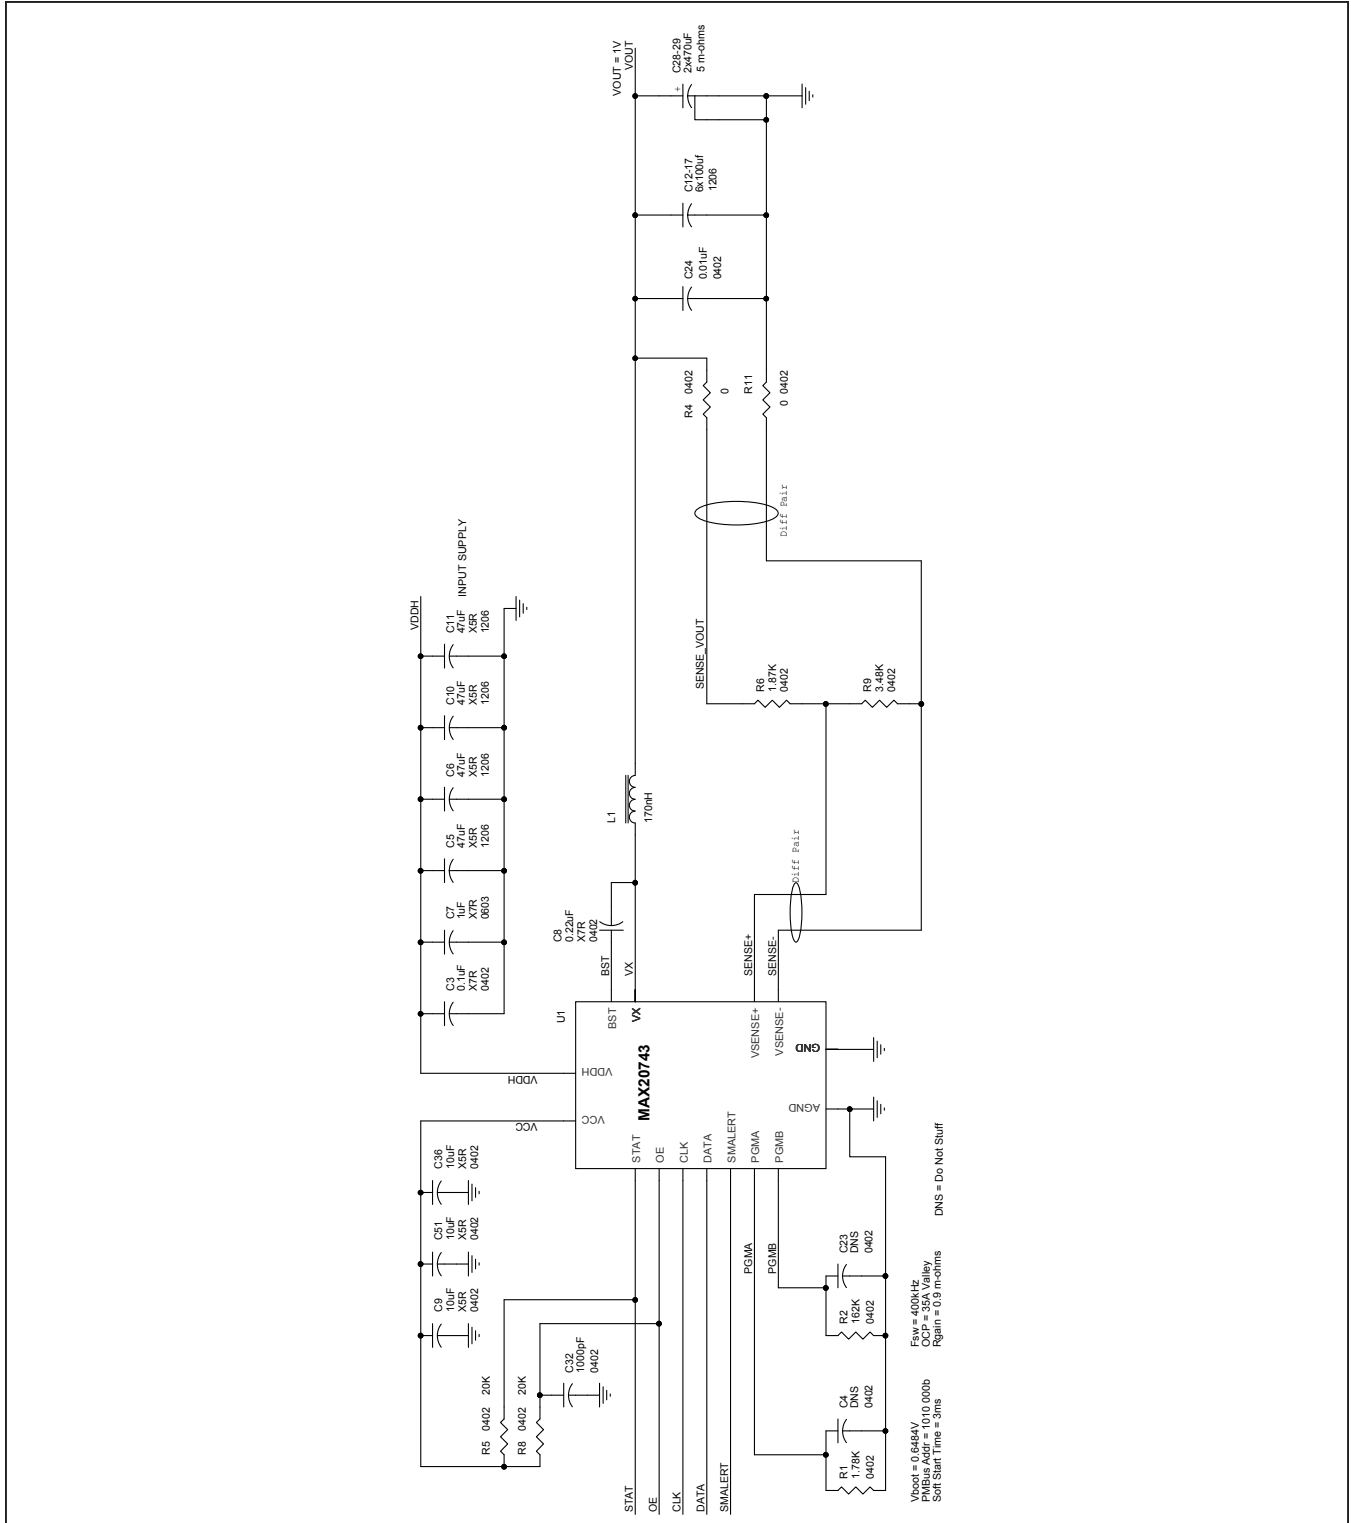 VOUT = 1V
VOUT
C28-29
2x470uF
5 m-ohms
+
C12-17
6x100uf
1206
C24
0.01uF
0402
R4 0402
0
R11
0 0402
Diff Pair
INPUT SUPPLY
VDDH
C11
47uF
X5R
1206
C10
47uF
X5R
1206
C6
47uF
X5R
1206
C5
47uF
X5R
1206
C7
1uF
X7R
0603
C3
0.1uF
X7R
0402
SENSE_VOUT
R6
1.87K
0402
R9
3.48K
0402
L1
170nH
Diff Pair
C8
0.22uF
X7R
0402
BST
VX
SENSE+
SENSE-
U1
BST
VX
VSENSE+
VSENSE-
MAX20743
VDDH
VDDH
VCC
VCC
GND
AGND
STAT
OE
CLK
DATA
SMALERT
PGMA
PGMB
C36
10uF
X5R
0402
C51
10uF
X5R
0402
C9
10uF
X5R
0402
R5 0402 20K
R8 0402 20K
C32
1000pF
0402
PGMA
PGMB
C23
DNS
0402
R2
162K
0402
C4
DNS
0402
R1
1.78K
0402
STAT
OE
CLK
DATA
SMALERT
DNS = Do Not Stuff
Fsw = 400kHz
OCP = 35A Valley
Rgain = 0.9 m-ohms
Vboot = 0.6484V
PMBus Addr = 1010 000b
Soft Start Time = 3ms